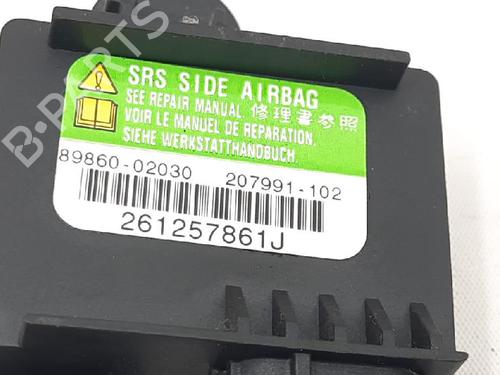 SRS SIDE AIRBAG
SEE REPAIR MANUAL 修理書参照
VOIR LE MANUEL DE REPARATION.
SIEHE WERKSTATTHANDBUCH.
89860-02030 207991-102
261257861J
B-PARTS